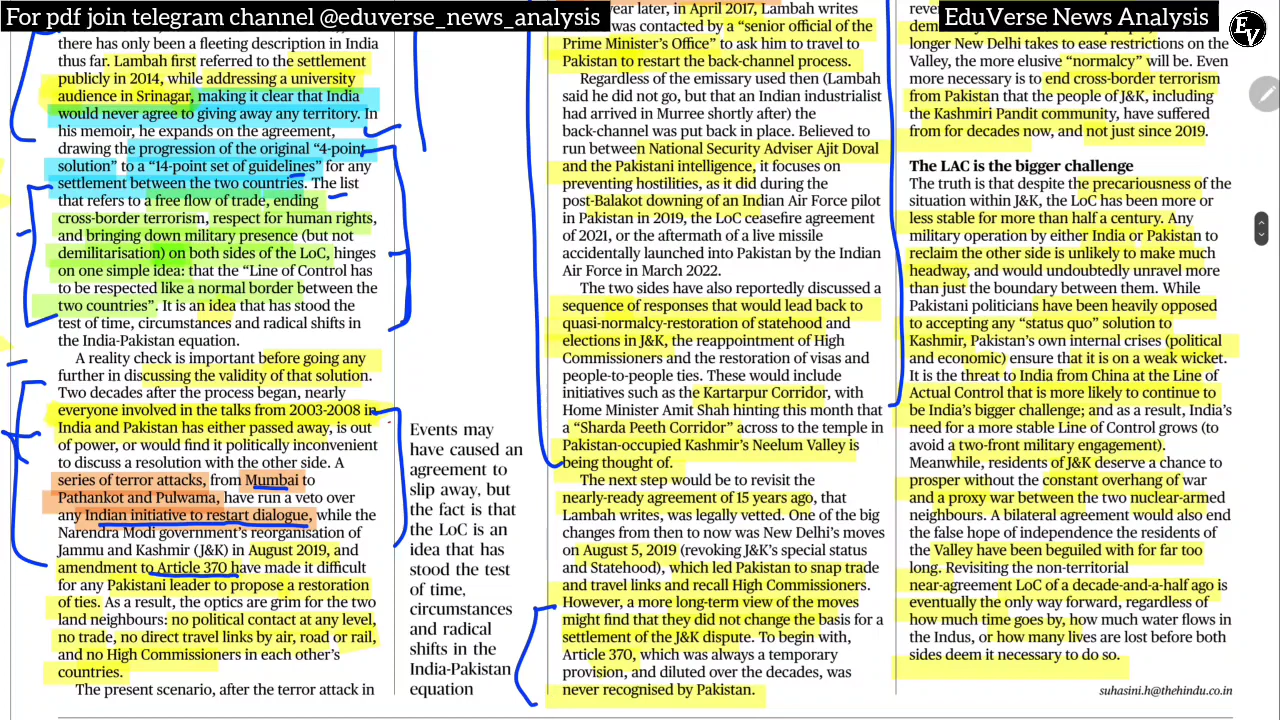 For pdf join telegram channel @eduverse_news_analysis
EduVerse News Analysis
EV
there has only been a fleeting description in India
thus far. Lambah first referred to the settlement
publicly in 2014, while addressing a university
audience in Srinagar, making it clear that India
would never agree to giving away any territory. In
his memoir, he expands on the agreement,
drawing the progression of the original “4-point
solution” to a “14-point set of guidelines” for any
settlement between the two countries. The list
that refers to a free flow of trade, ending
cross-border terrorism, respect for human rights,
and bringing down military presence (but not
demilitarisation) on both sides of the LoC, hinges
on one simple idea: that the “Line of Control has
to be respected like a normal border between the
two countries”. It is an idea that has stood the
test of time, circumstances and radical shifts in
the India-Pakistan equation.
A reality check is important before going any
further in discussing the validity of that solution.
Two decades after the process began, nearly
everyone involved in the talks from 2003-2008 in
India and Pakistan has either passed away, is out
of power, or would find it politically inconvenient
to discuss a resolution with the other side. A
series of terror attacks, from Mumbai to
Pathankot and Pulwama, have run a veto over
any Indian initiative to restart dialogue, while the
Narendra Modi government’s reorganisation of
Jammu and Kashmir (J&K) in August 2019, and
amendment to Article 370 have made it difficult
for any Pakistani leader to propose a restoration
of ties. As a result, the optics are grim for the two
land neighbours: no political contact at any level,
no trade, no direct travel links by air, road or rail,
and no High Commissioners in each other’s
countries.
The present scenario, after the terror attack in
Events may
have caused an
agreement to
slip away, but
the fact is that
the LoC is an
idea that has
stood the test
of time,
circumstances
and radical
shifts in the
India-Pakistan
equation
year later, in April 2017, Lambah writes
was contacted by a “senior official of the
Prime Minister’s Office” to ask him to travel to
Pakistan to restart the back-channel process.
Regardless of the emissary used then (Lambah
said he did not go, but that an Indian industrialist
had arrived in Murree shortly after) the
back-channel was put back in place. Believed to
run between National Security Adviser Ajit Doval
and the Pakistani intelligence, it focuses on
preventing hostilities, as it did during the
post-Balakot downing of an Indian Air Force pilot
in Pakistan in 2019, the LoC ceasefire agreement
of 2021, or the aftermath of a live missile
accidentally launched into Pakistan by the Indian
Air Force in March 2022.
The two sides have also reportedly discussed a
sequence of responses that would lead back to
quasi-normalcy-restoration of statehood and
elections in J&K, the reappointment of High
Commissioners and the restoration of visas and
people-to-people ties. These would include
initiatives such as the Kartarpur Corridor, with
Home Minister Amit Shah hinting this month that
a “Sharda Peeth Corridor” across to the temple in
Pakistan-occupied Kashmir’s Neelum Valley is
being thought of.
The next step would be to revisit the
nearly-ready agreement of 15 years ago, that
Lambah writes, was legally vetted. One of the big
changes from then to now was New Delhi’s moves
on August 5, 2019 (revoking J&K’s special status
and Statehood), which led Pakistan to snap trade
and travel links and recall High Commissioners.
However, a more long-term view of the moves
might find that they did not change the basis for a
settlement of the J&K dispute. To begin with,
Article 370, which was always a temporary
provision, and diluted over the decades, was
never recognised by Pakistan.
longer New Delhi takes to ease restrictions on the
Valley, the more elusive “normalcy” will be. Even
more necessary is to end cross-border terrorism
from Pakistan that the people of J&K, including
the Kashmiri Pandit community, have suffered
from for decades now, and not just since 2019.
The LAC is the bigger challenge
The truth is that despite the precariousness of the
situation within J&K, the LoC has been more or
less stable for more than half a century. Any
military operation by either India or Pakistan to
reclaim the other side is unlikely to make much
headway, and would undoubtedly unravel more
than just the boundary between them. While
Pakistani politicians have been heavily opposed
to accepting any “status quo” solution to
Kashmir, Pakistan’s own internal crises (political
and economic) ensure that it is on a weak wicket.
It is the threat to India from China at the Line of
Actual Control that is more likely to continue to
be India’s bigger challenge; and as a result, India’s
need for a more stable Line of Control grows (to
avoid a two-front military engagement).
Meanwhile, residents of J&K deserve a chance to
prosper without the constant overhang of war
and a proxy war between the two nuclear-armed
neighbours. A bilateral agreement would also end
the false hope of independence the residents of
the Valley have been beguiled with for far too
long. Revisiting the non-territorial
near-agreement LoC of a decade-and-a-half ago is
eventually the only way forward, regardless of
how much time goes by, how much water flows in
the Indus, or how many lives are lost before both
sides deem it necessary to do so.
suhasini.h@thehindu.co.in